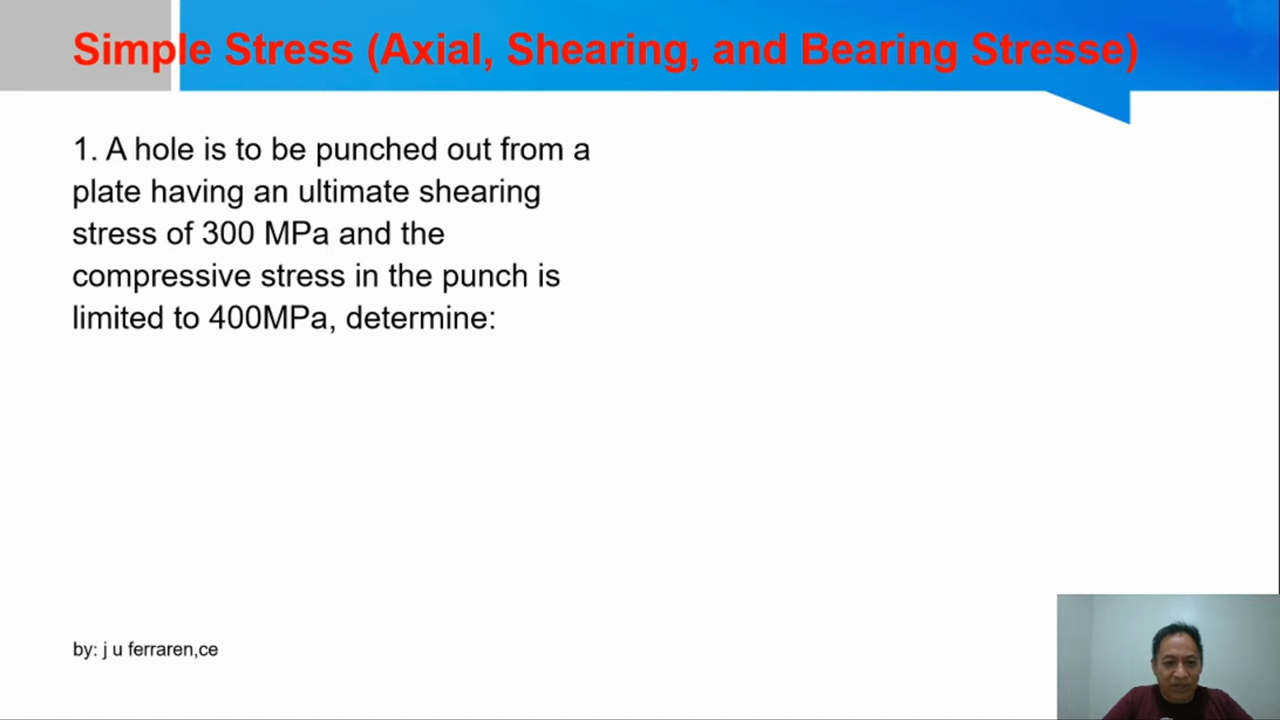 Simple Stress (Axial, Shearing, and Bearing Stresse)
1. A hole is to be punched out from a
plate having an ultimate shearing
stress of 300 MPa and the
compressive stress in the punch is
limited to 400MPa, determine:
by: j u ferraren,ce